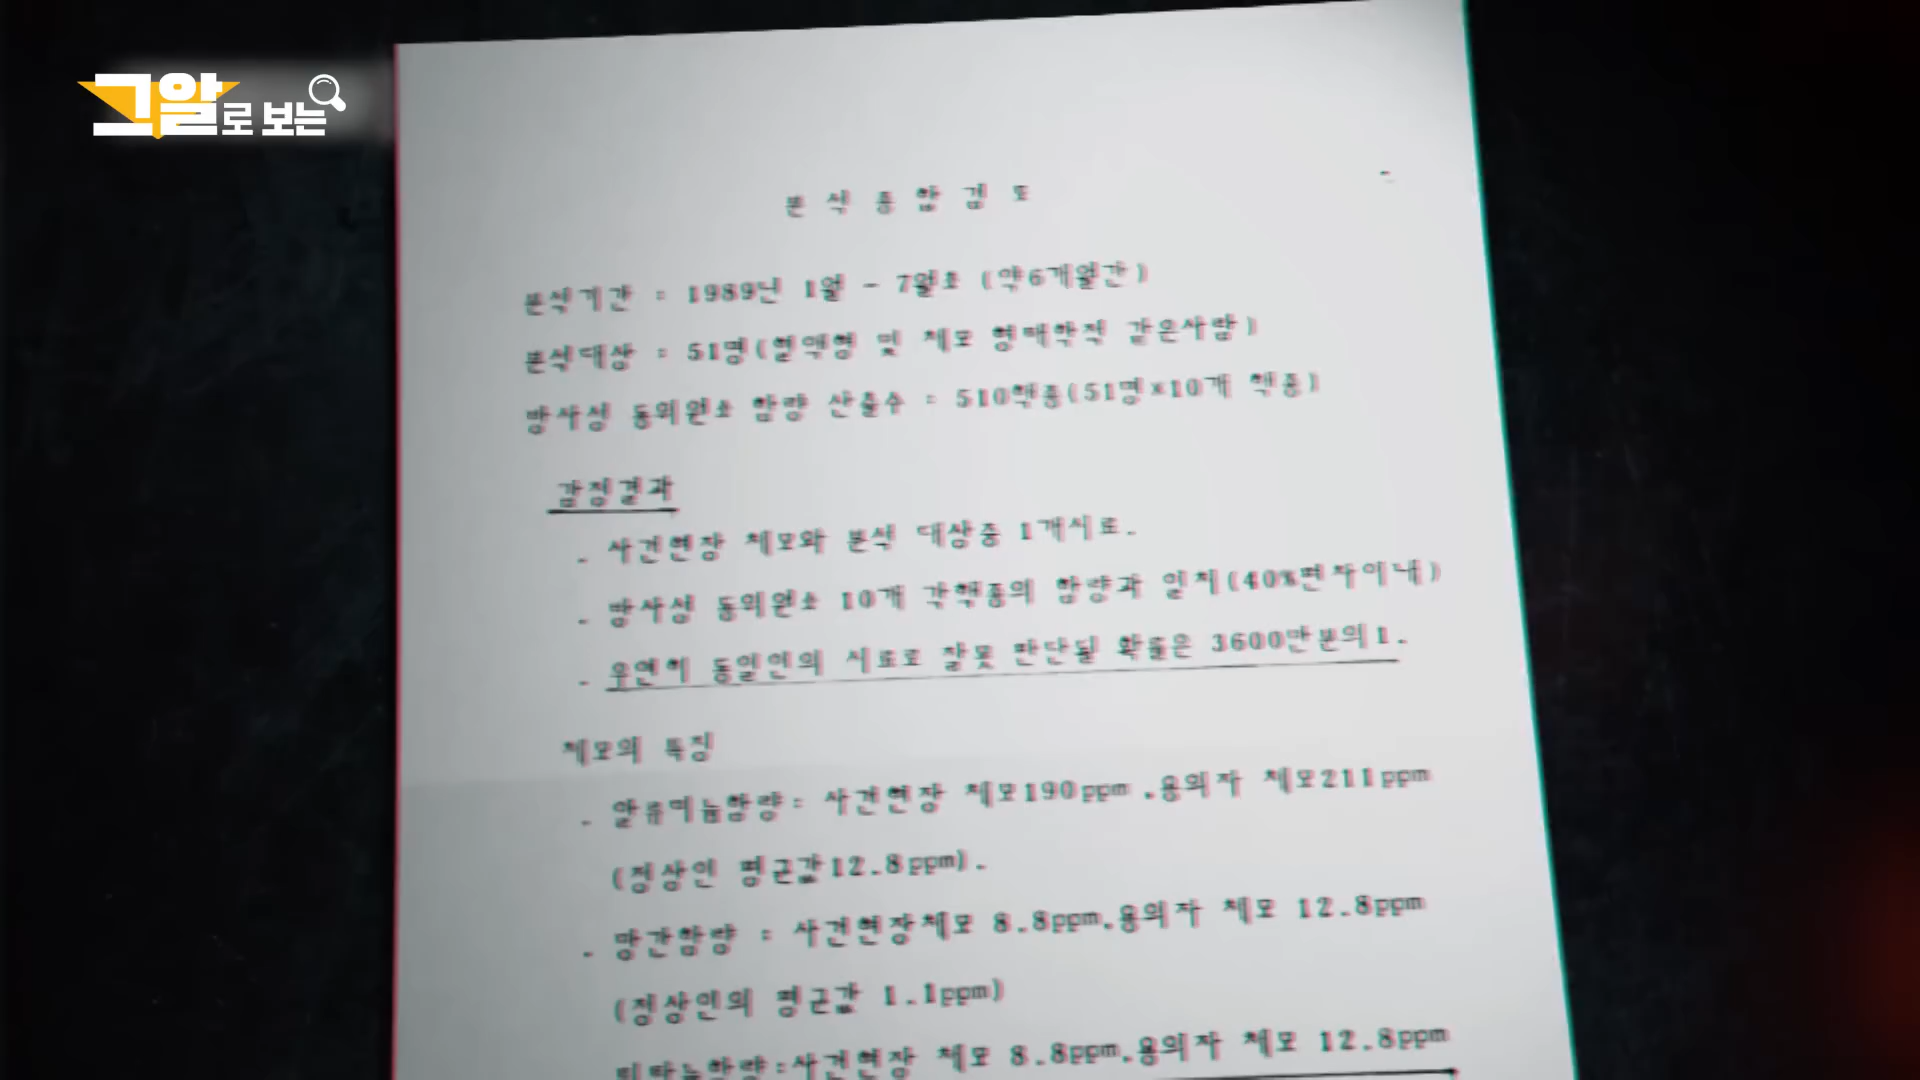 그알로 보는
분 석 종 합 검 토
분석기간 : 1989년 1월 - 7월초 (약6개월간)
분석대상 : 51명(혈액형 및 체모 형태학적 같은사람)
방사성 동위원소 함량 산출수 : 510핵종(51명×10개 핵종)
감정결과
- 사건현장 체모와 분석 대상중 1개시료.
- 방사성 동위원소 10개 각핵종의 함량과 일치(40%편차이내)
- 우연히 동일인의 시료로 잘못 판단될 확률은 3600만분의1.
체모의 특징
- 알류미늄함량: 사건현장 체모190ppm.용의자 체모211ppm
(정상인 평균값12.8ppm).
- 망간함량 : 사건현장체모 8.8ppm.용의자 체모 12.8ppm
(정상인의 평균값 1.1ppm)
티타늄함량:사건현장 체모 8.8ppm.용의자 체모 12.8ppm